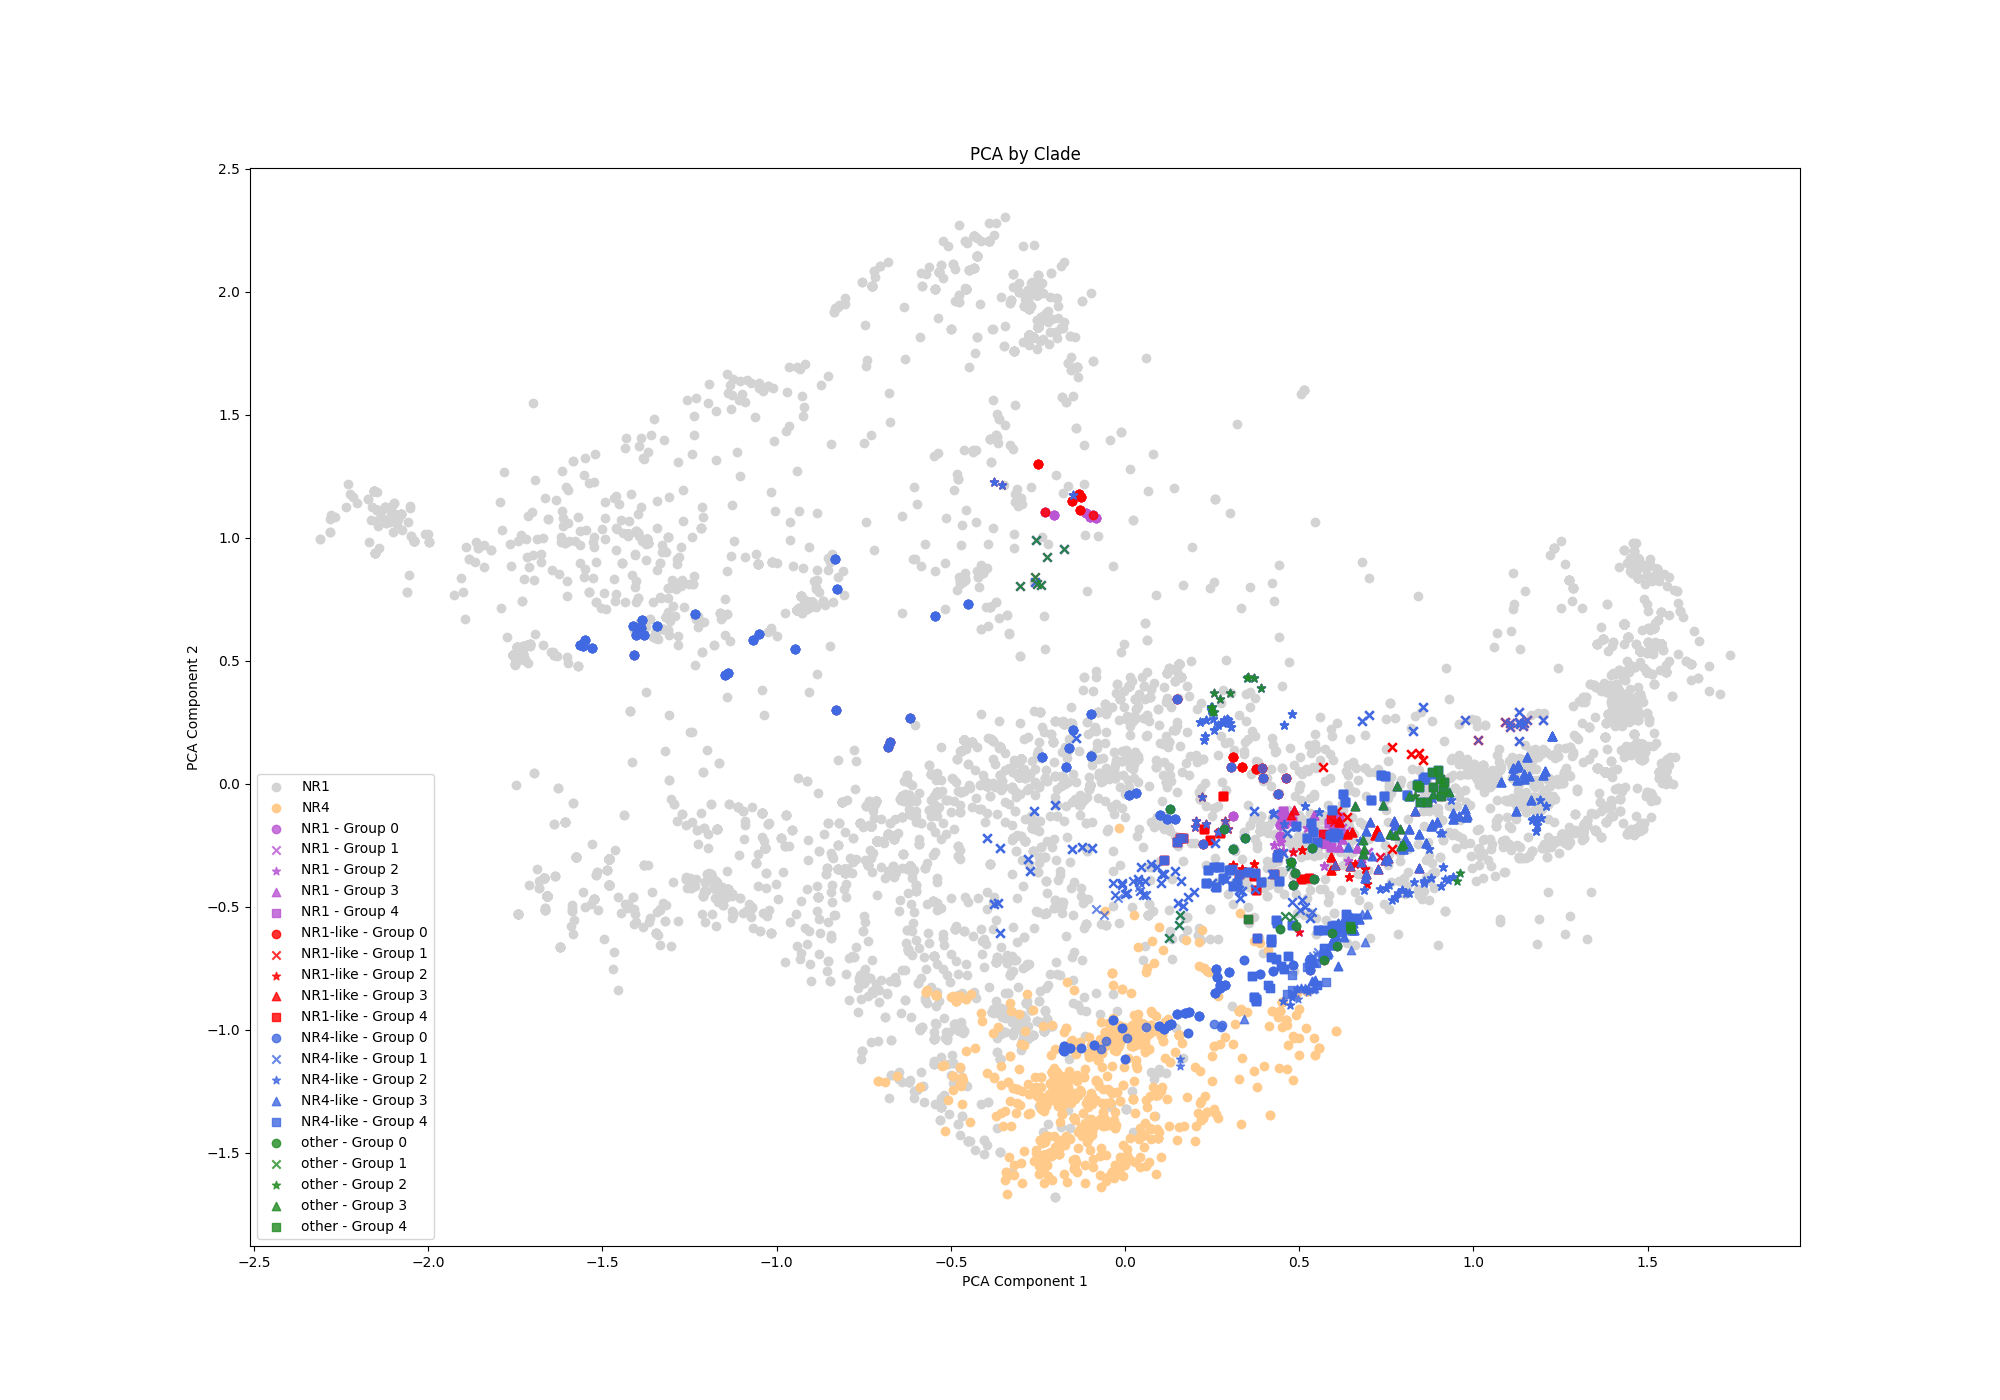 PCA by Clade
2.5
2.0
1.5
1.0
0.5
0.0
−0.5
−1.0
−1.5
PCA Component 2
NR1
NR4
NR1 - Group 0
NR1 - Group 1
NR1 - Group 2
NR1 - Group 3
NR1 - Group 4
NR1-like - Group 0
NR1-like - Group 1
NR1-like - Group 2
NR1-like - Group 3
NR1-like - Group 4
NR4-like - Group 0
NR4-like - Group 1
NR4-like - Group 2
NR4-like - Group 3
NR4-like - Group 4
other - Group 0
other - Group 1
other - Group 2
other - Group 3
other - Group 4
−2.5 −2.0 −1.5 −1.0 −0.5 0.0 0.5 1.0 1.5
PCA Component 1